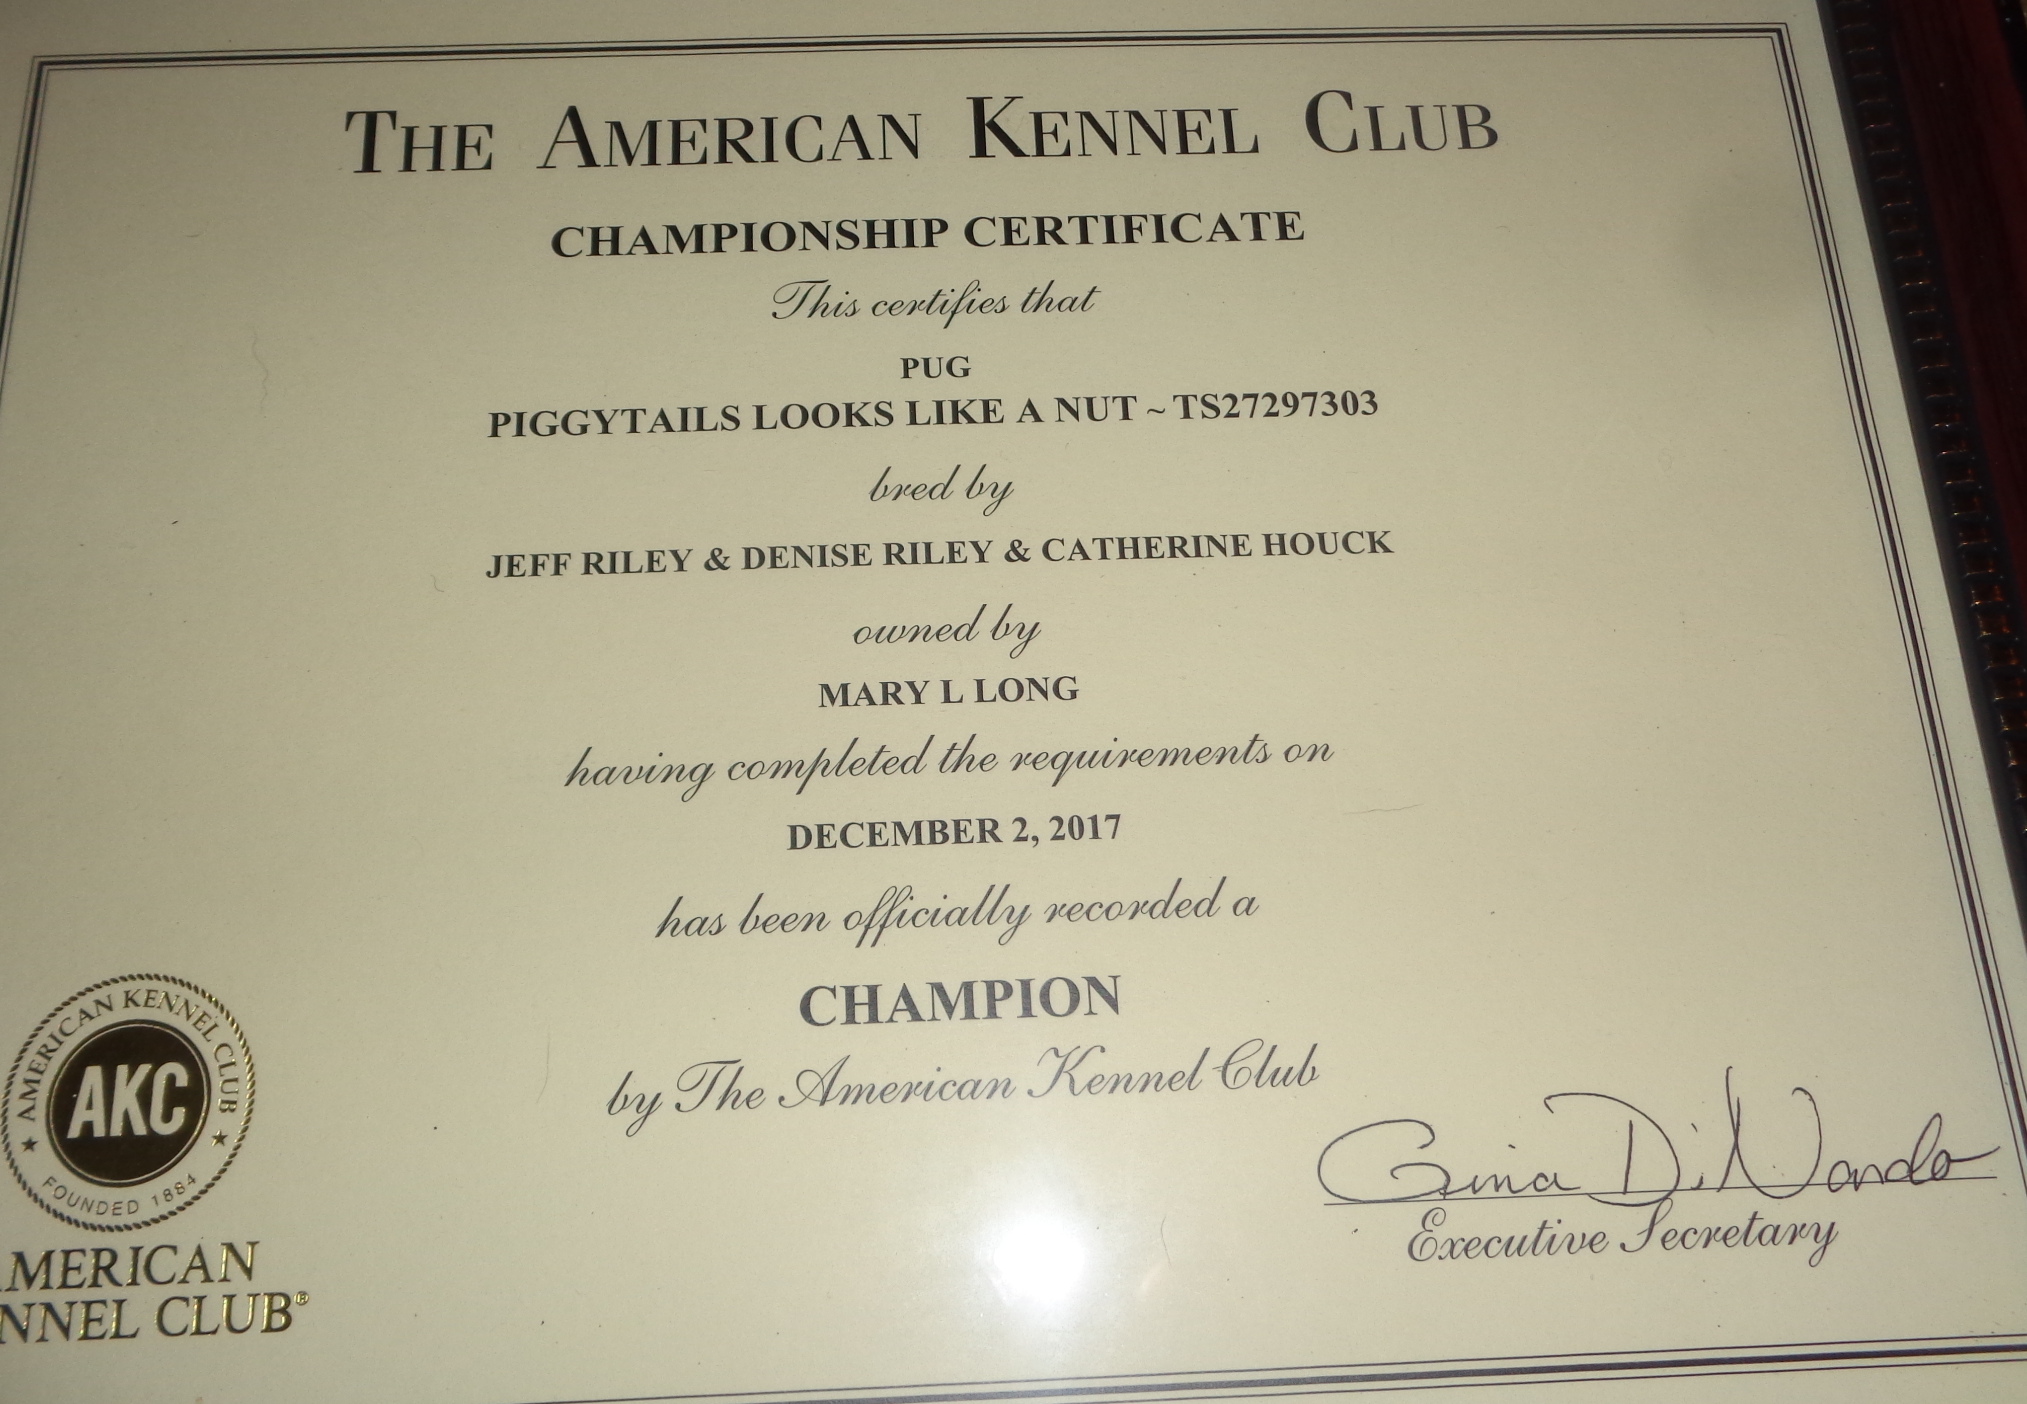 THE AMERICAN KENNEL CLUB
CHAMPIONSHIP CERTIFICATE
This certifies that
PUG
PIGGYTAILS LOOKS LIKE A NUT ~ TS27297303
bred by
JEFF RILEY & DENISE RILEY & CATHERINE HOUCK
owned by
MARY L LONG
having completed the requirements on
DECEMBER 2, 2017
has been officially recorded a
CHAMPION
by The American Kennel Club
AMERICAN KENNEL CLUB
AKC
FOUNDED 1884
MERICAN
NNEL CLUB®
Gina DiNardo
Executive Secretary